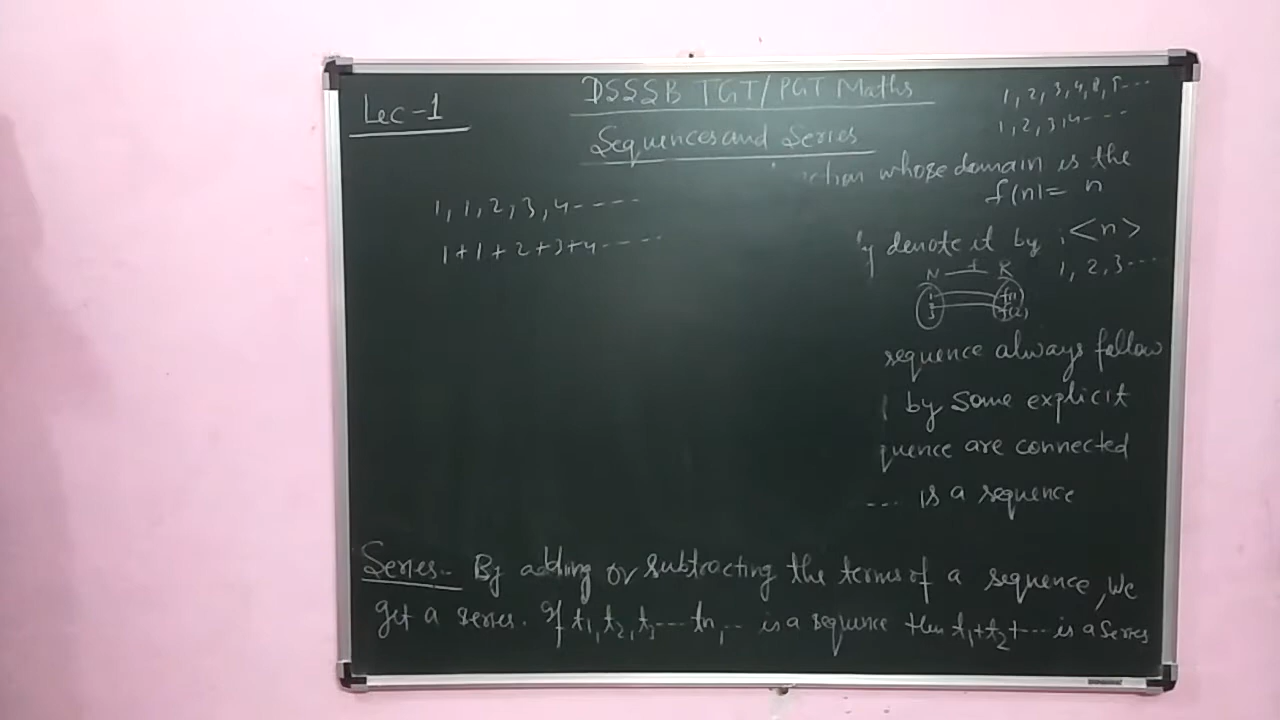 Lec-1
DSSSB TGT/PGT Maths
Sequences and Series
1, 2, 3, 4, 8, 5---
1, 2, 3, 4----
ction whose domain is the
f(n)= n
1, 1, 2, 3, 4----
1+1+2+3+4----
y denote it by : <n>
1, 2, 3---
N f R
f(1)
f(2)
sequence always follow
by some explicit
quence are connected
--- is a sequence
Series:- By adding or subtracting the terms of a sequence, we
get a series. If t1, t2, t3---- tn, -- is a sequence then t1+t2+--- is a series